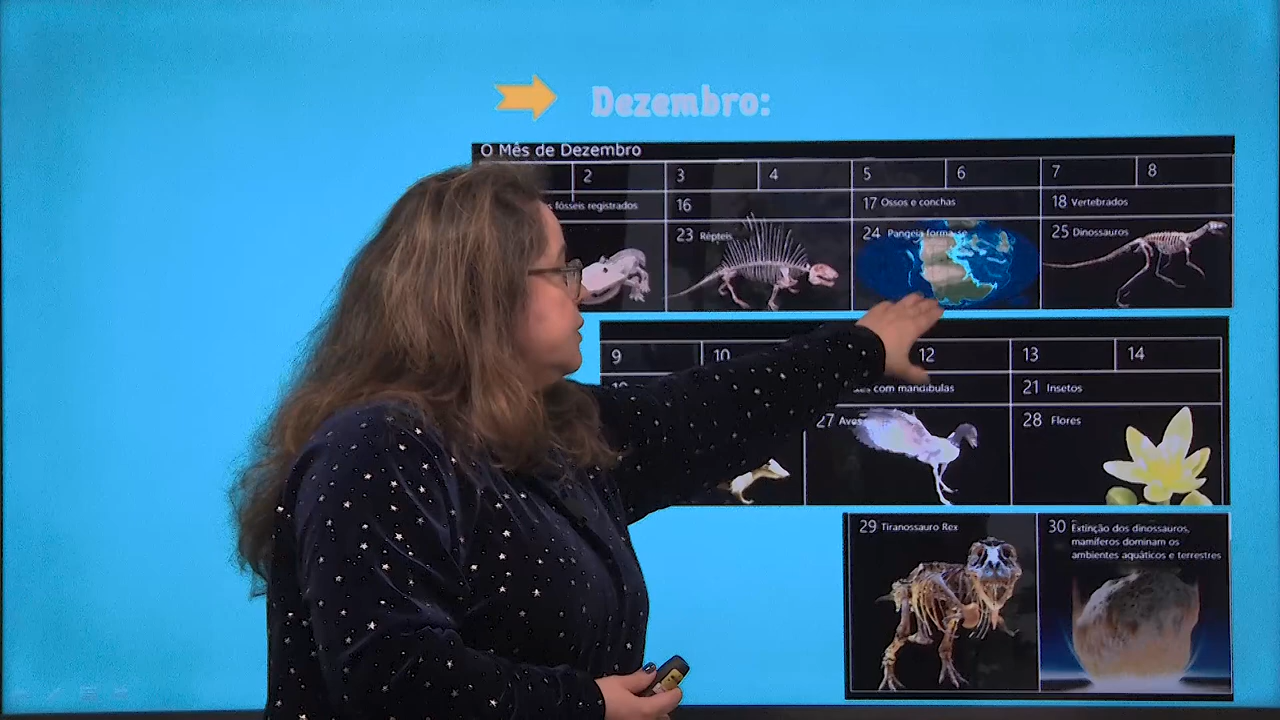 Dezembro:
O Mês de Dezembro
2 3 4 5 6 7 8
fósseis registrados 16 17 Ossos e conchas 18 Vertebrados
23 Répteis 24 Pangeia forma-se 25 Dinossauros
9 10 12 13 14
com mandíbulas 21 Insetos
27 Aves 28 Flores
29 Tiranossauro Rex 30 Extinção dos dinossauros,
mamíferos dominam os
ambientes aquáticos e terrestres